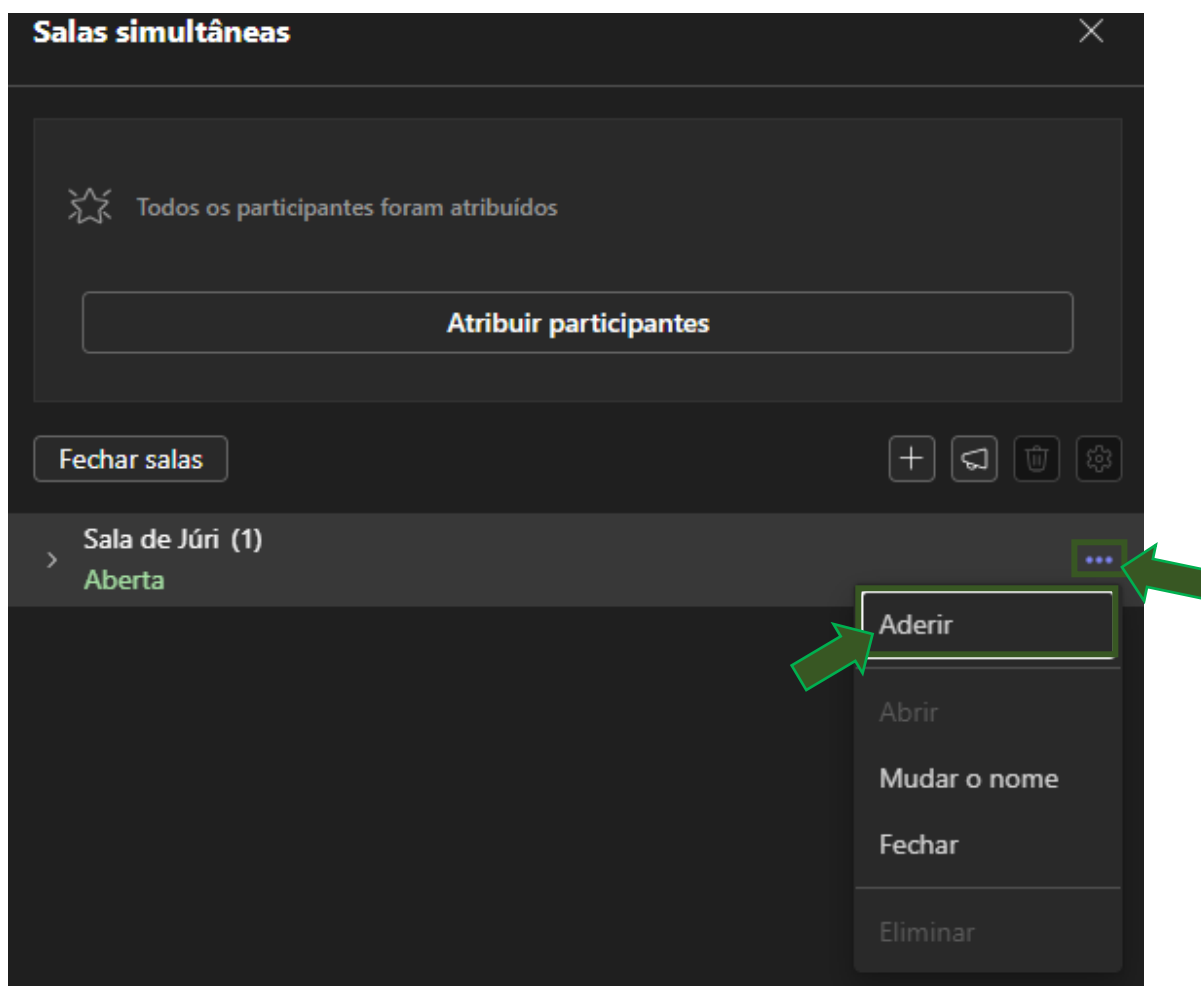 Salas simultâneas
Todos os participantes foram atribuídos
Atribuir participantes
Fechar salas
Sala de Júri (1)
Aberta
Aderir
Abrir
Mudar o nome
Fechar
Eliminar